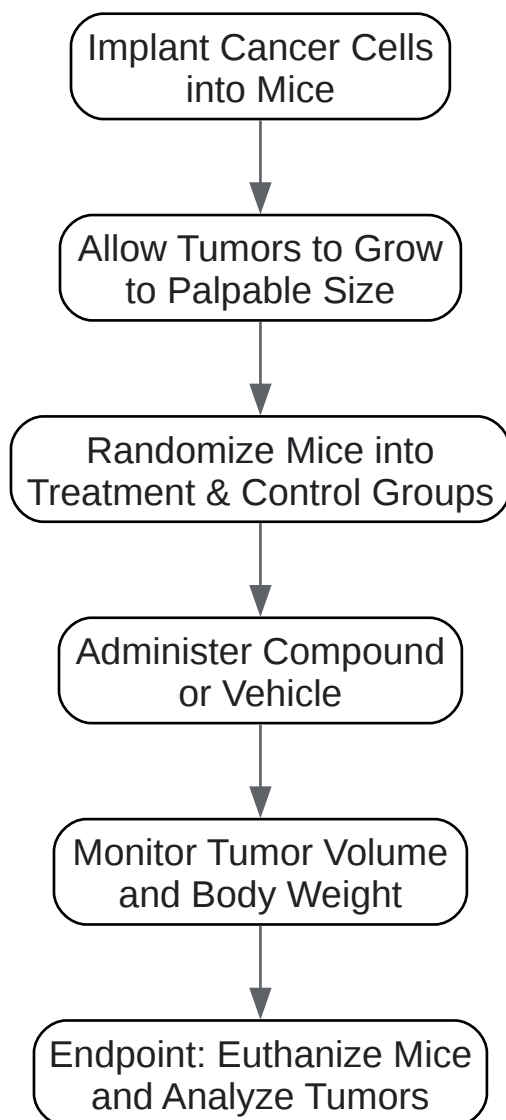 Implant Cancer Cells
into Mice
Allow Tumors to Grow
to Palpable Size
Randomize Mice into
Treatment & Control Groups
Administer Compound
or Vehicle
Monitor Tumor Volume
and Body Weight
Endpoint: Euthanize Mice
and Analyze Tumors